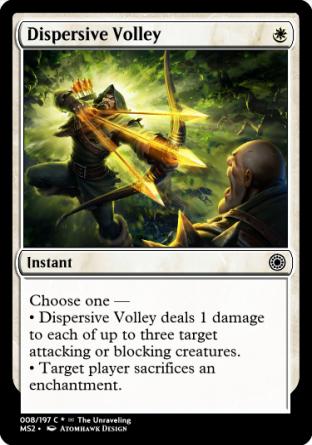 Dispersive Volley
Instant
Choose one —
• Dispersive Volley deals 1 damage
to each of up to three target
attacking or blocking creatures.
• Target player sacrifices an
enchantment.
008/197 C * ∞ The Unraveling
MS2 • Atomhawk Design